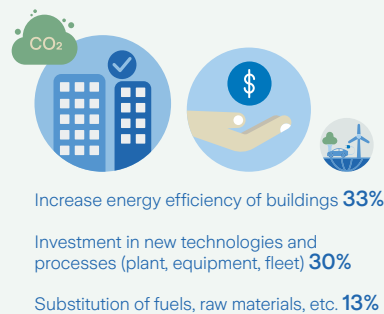 CO₂
$
Increase energy efficiency of buildings 33%
Investment in new technologies and
processes (plant, equipment, fleet) 30%
Substitution of fuels, raw materials, etc. 13%